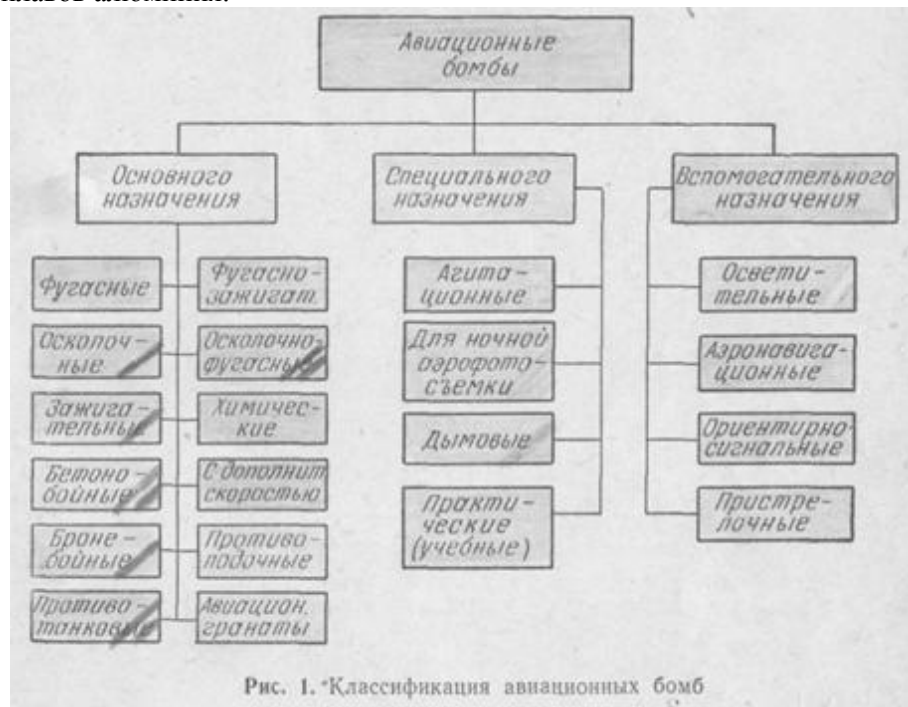 Авиационные
бомбы
Основного
назначения
Специального
назначения
Вспомогательного
назначения
Фугасные
Фугасно-
зажигат.
Осколоч-
ные
Осколочно-
фугасные
Зажига-
тельные
Химичес-
кие
Бетоно-
бойные
С дополнит
скоростью
Броне-
бойные
Противо-
лодочные
Противо-
танковые
Авиацион.
гранаты
Агита-
ционные
Для ночной
аэрофото-
съемки
Дымовые
Практи-
ческие
(учебные)
Освети-
тельные
Аэронавига-
ционные
Ориентирно-
сигнальные
Пристре-
лочные
Рис. 1. Классификация авиационных бомб